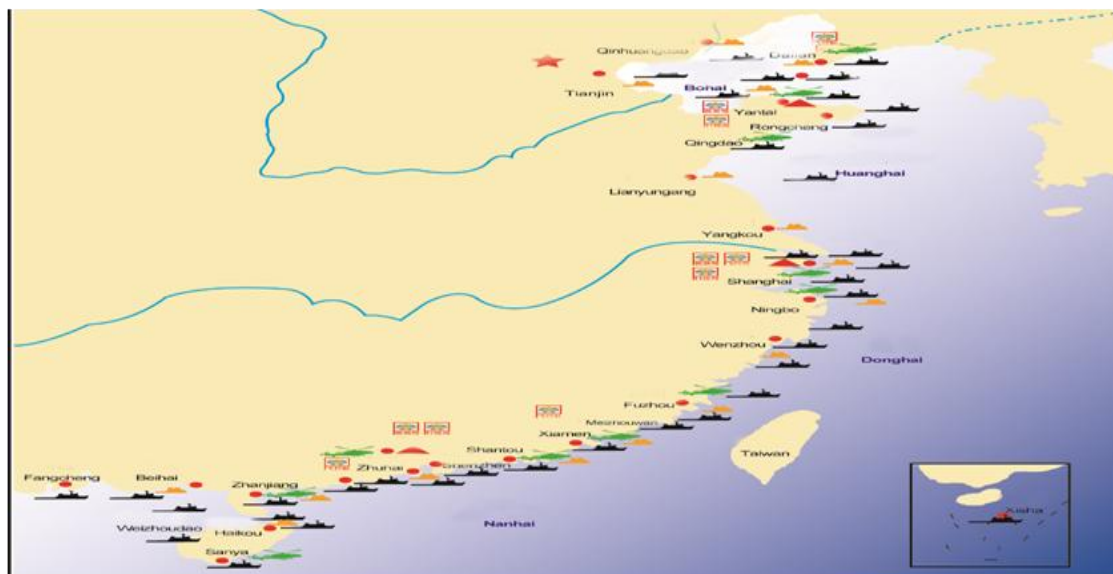 Qinhuangdao
Dalian
Tianjin
Bohai
Yantai
Rongcheng
Qingdao
Huanghai
Lianyungang
Yangkou
Shanghai
Ningbo
Wenzhou
Donghai
Fuzhou
Meizhouwan
Xiamen
Shantou
Taiwan
Shenzhen
Zhuhai
Fangcheng
Beihai
Zhanjiang
Xisha
Nanhai
Weizhoudao
Haikou
Sanya